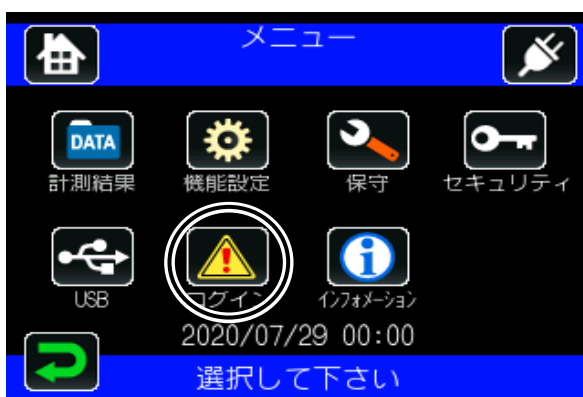 メニュー
DATA
計測結果 機能設定 保守 セキュリティ
USB ログイン インフォメーション
2020/07/29 00:00
選択して下さい